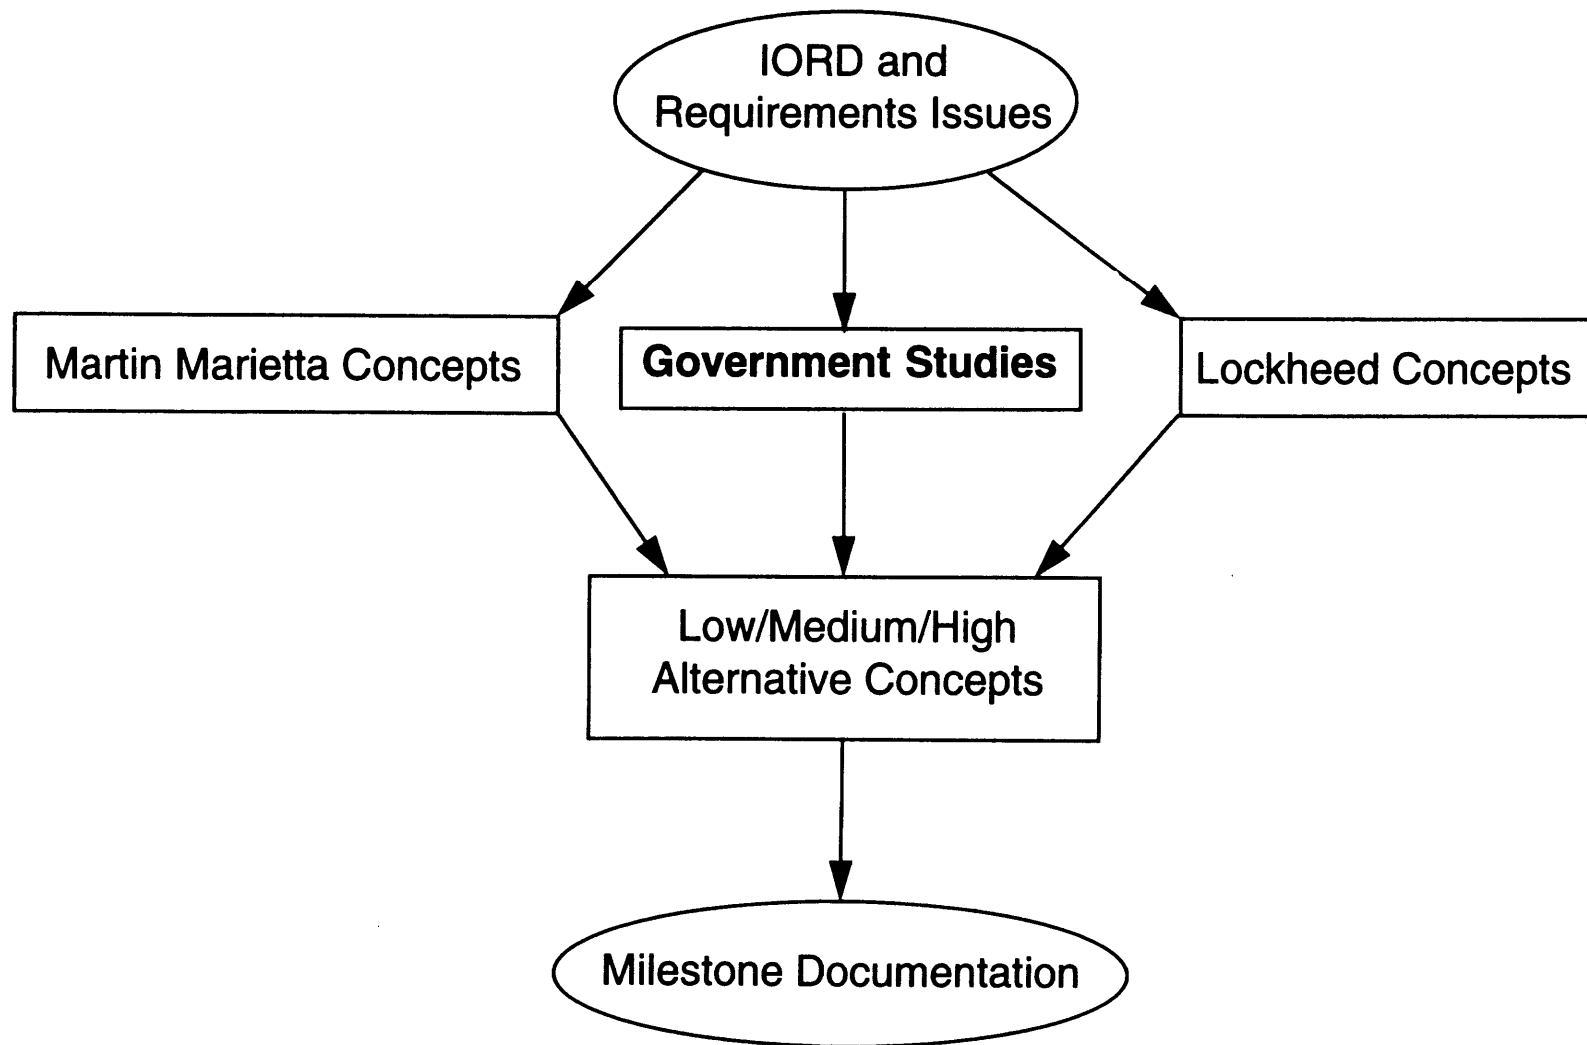 IORD and
Requirements Issues
Martin Marietta Concepts
Government Studies
Lockheed Concepts
Low/Medium/High
Alternative Concepts
Milestone Documentation